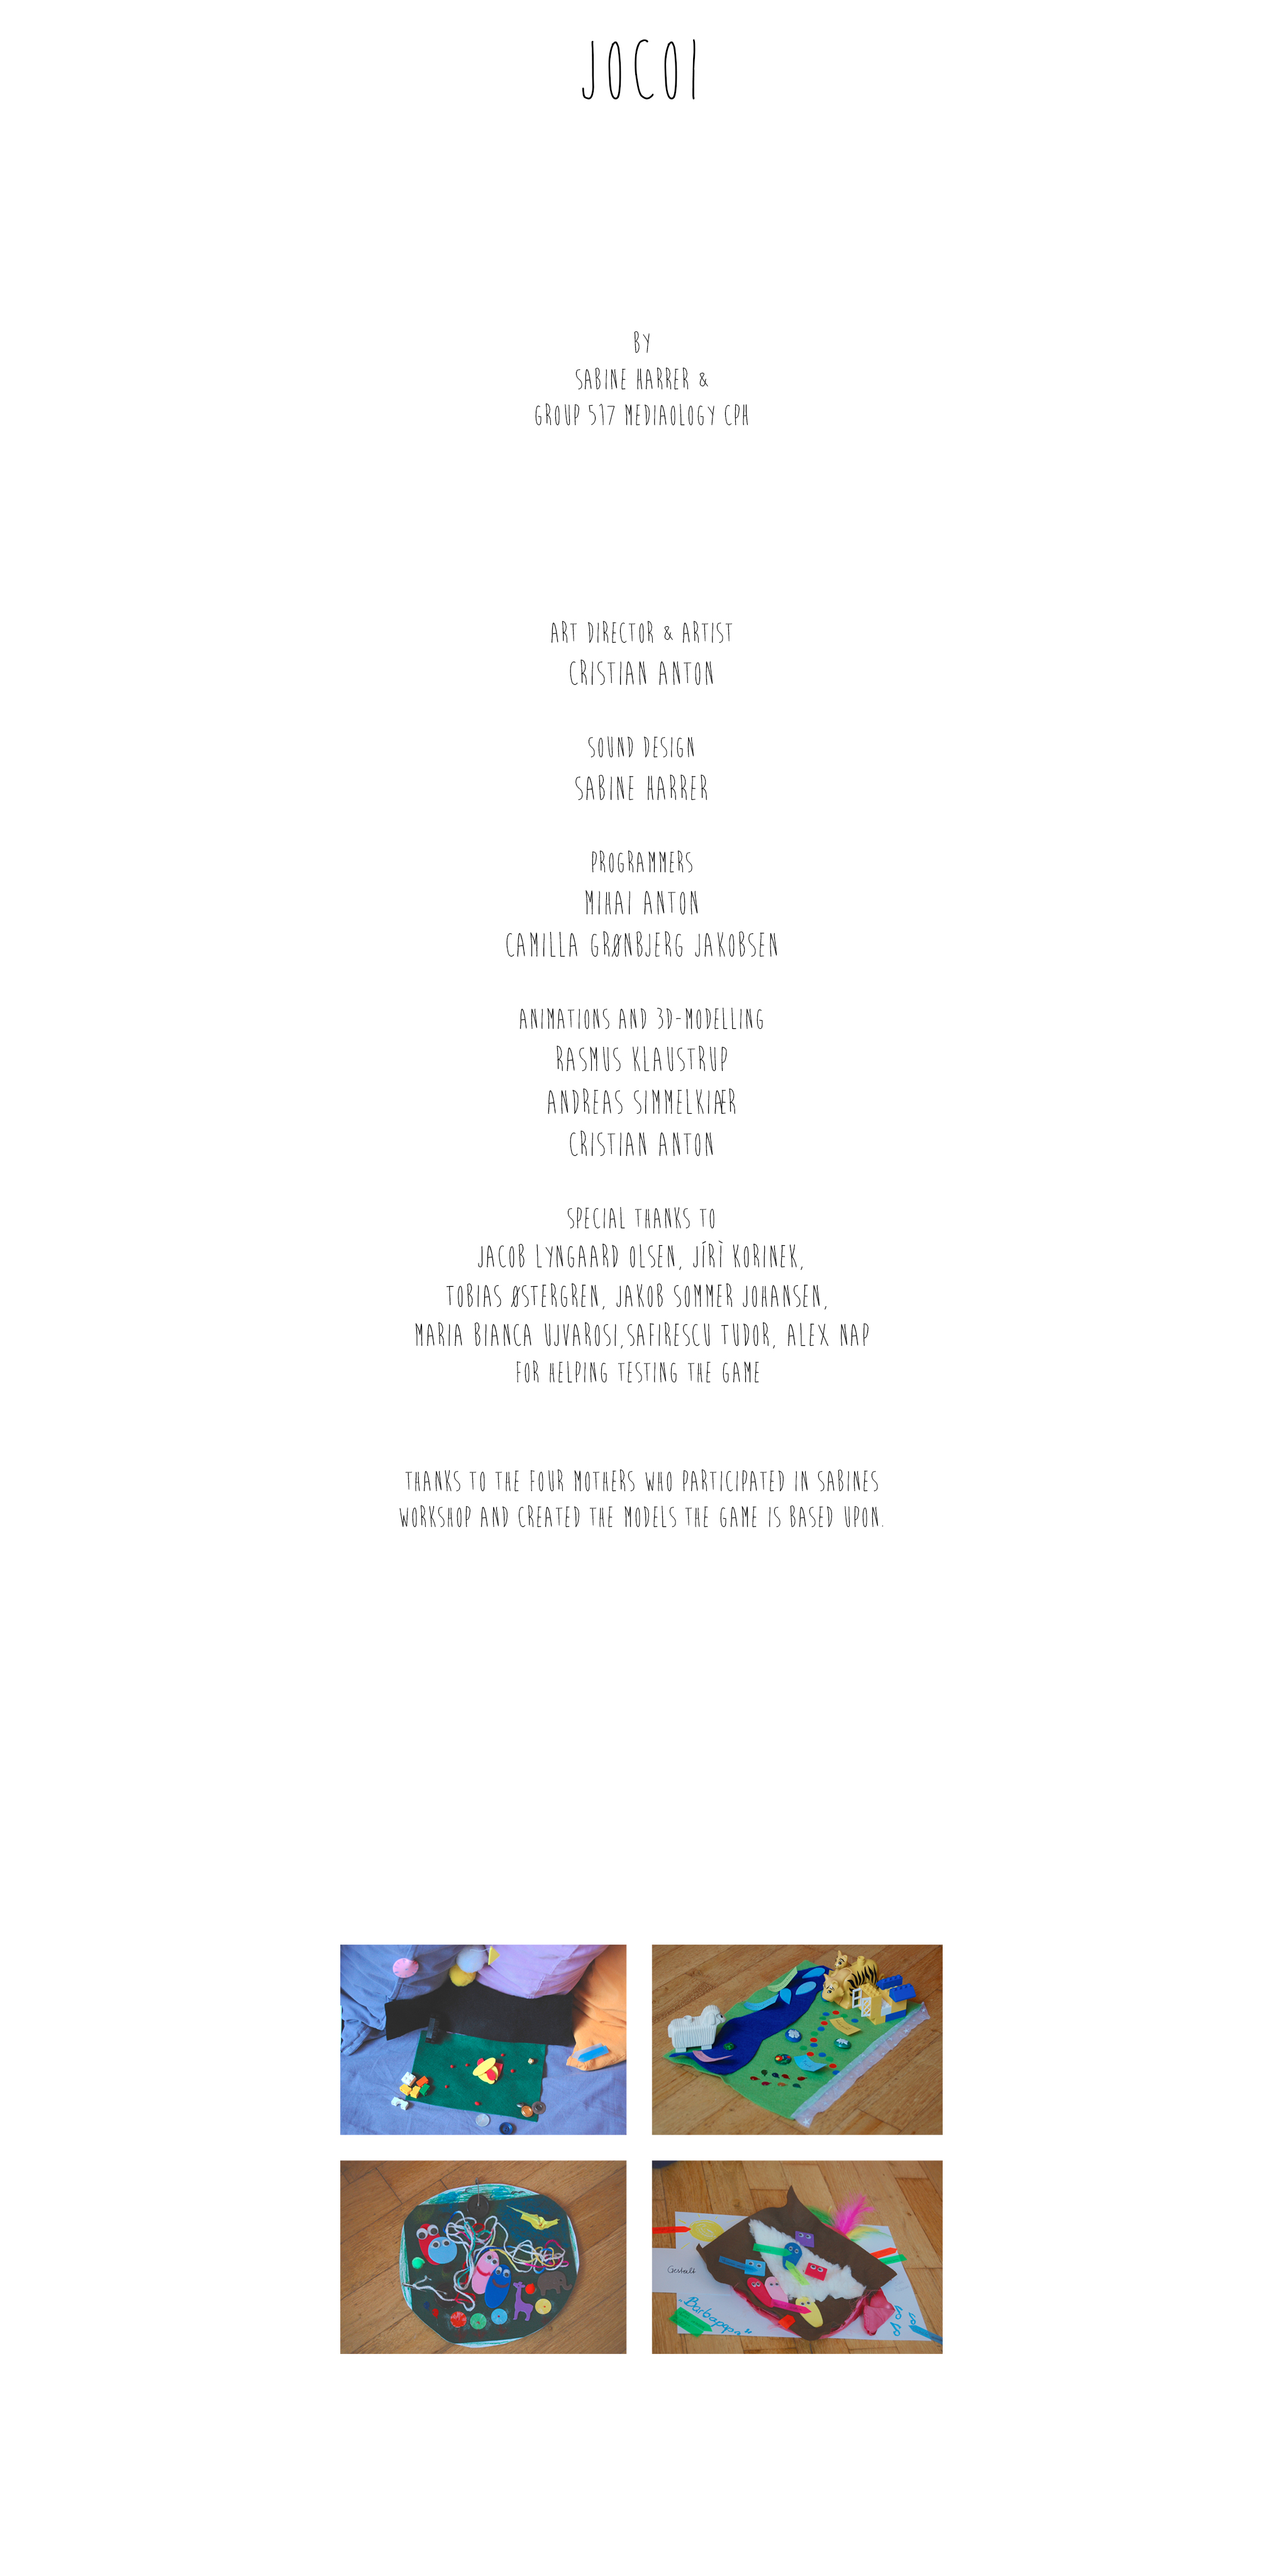 JOCOI
BY
SABINE HARRER &
GROUP 517 MEDIAOLOGY CPH
ART DIRECTOR & ARTIST
CRISTIAN ANTON
SOUND DESIGN
SABINE HARRER
PROGRAMMERS
MIHAI ANTON
CAMILLA GRØNBJERG JAKOBSEN
ANIMATIONS AND 3D-MODELLING
RASMUS KLAUSTRUP
ANDREAS SIMMELKIÆR
CRISTIAN ANTON
SPECIAL THANKS TO
JACOB LYNGAARD OLSEN, JÍRÌ KORINEK,
TOBIAS ØSTERGREN, JAKOB SOMMER JOHANSEN,
MARIA BIANCA UJVAROSI,SAFIRESCU TUDOR, ALEX NAP
FOR HELPING TESTING THE GAME
THANKS TO THE FOUR MOTHERS WHO PARTICIPATED IN SABINES
WORKSHOP AND CREATED THE MODELS THE GAME IS BASED UPON.
Gestalt